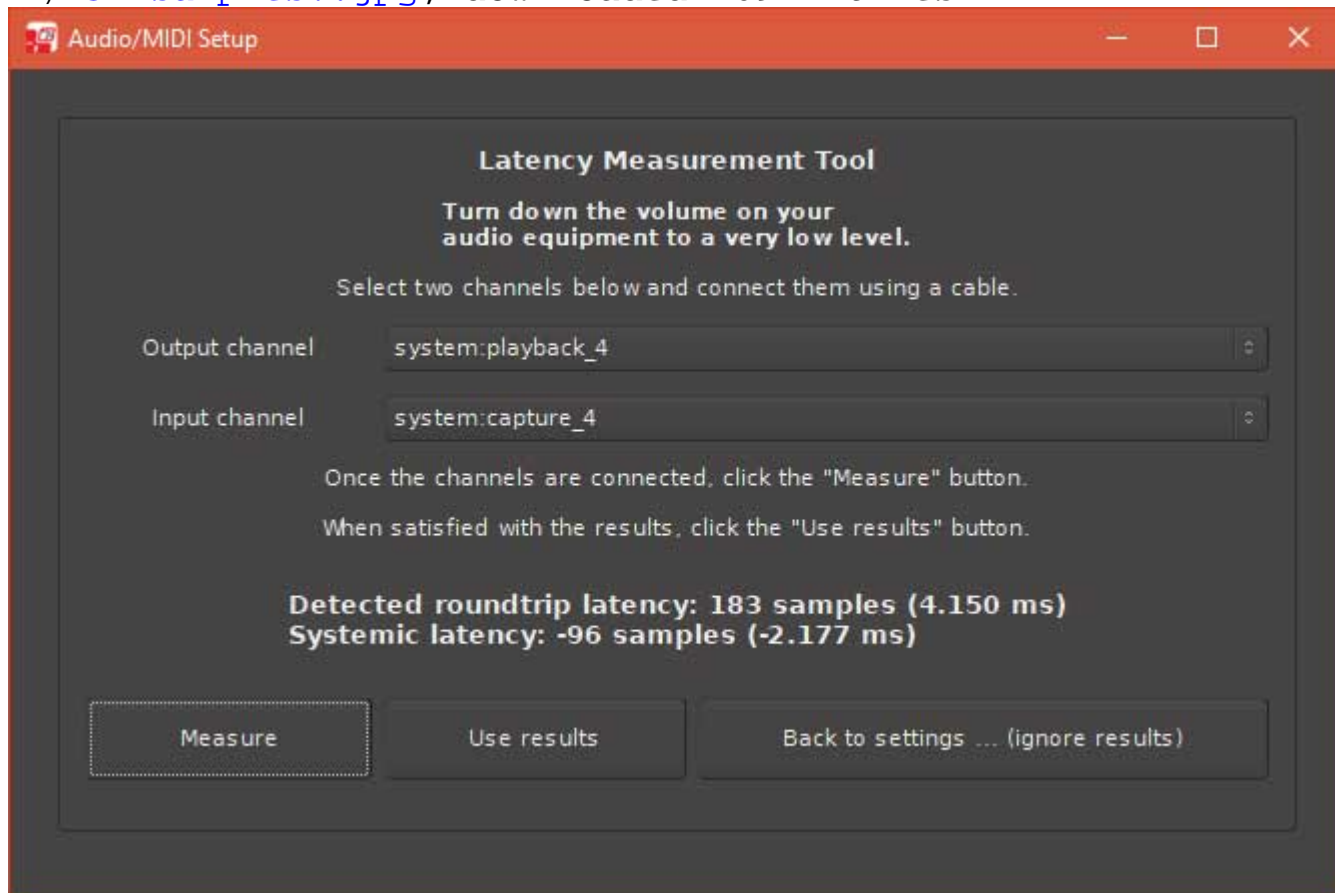 Audio/MIDI Setup
Latency Measurement Tool
Turn down the volume on your
audio equipment to a very low level.
Select two channels below and connect them using a cable.
Output channel system:playback_4
Input channel system:capture_4
Once the channels are connected, click the "Measure" button.
When satisfied with the results, click the "Use results" button.
Detected roundtrip latency: 183 samples (4.150 ms)
Systemic latency: -96 samples (-2.177 ms)
Measure Use results Back to settings ... (ignore results)